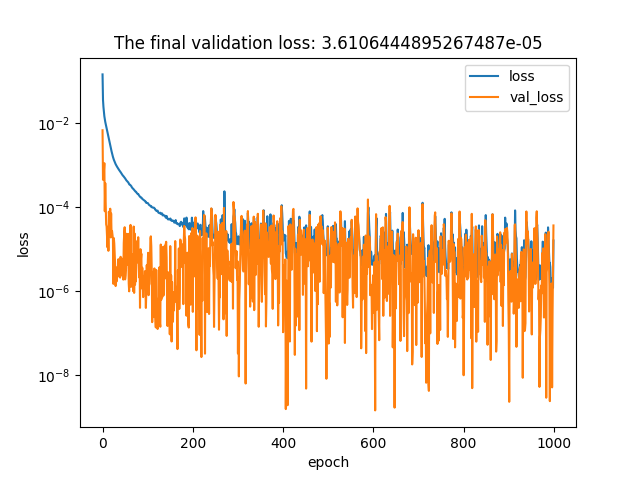 The final validation loss: 3.6106444895267487e-05
loss
val_loss
10⁻²
10⁻⁴
10⁻⁶
10⁻⁸
loss
0 200 400 600 800 1000
epoch